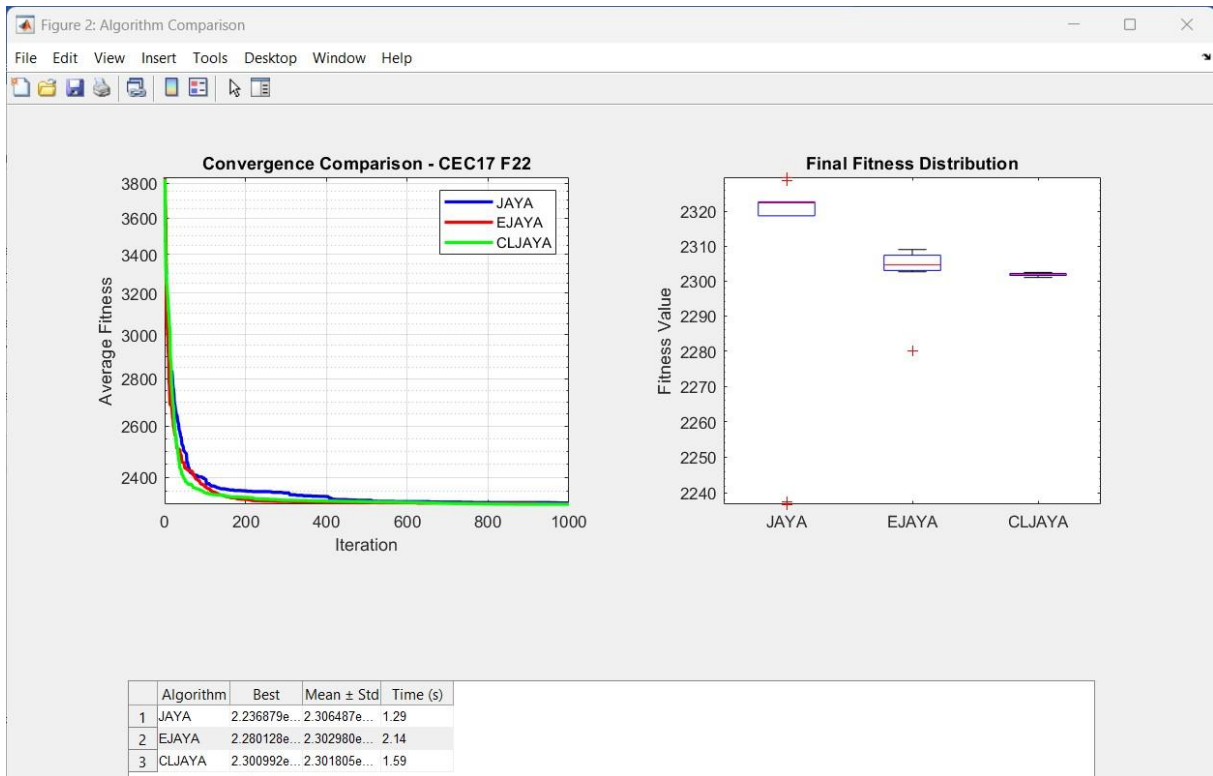 Figure 2: Algorithm Comparison
File Edit View Insert Tools Desktop Window Help
Convergence Comparison - CEC17 F22
3800
3600
3400
3200
3000
2800
2600
2400
Average Fitness
JAYA
EJAYA
CLJAYA
0 200 400 600 800 1000
Iteration
Final Fitness Distribution
2320
2310
2300
2290
2280
2270
2260
2250
2240
Fitness Value
JAYA EJAYA CLJAYA
Algorithm Best Mean ± Std Time (s)
1 JAYA 2.236879e... 2.306487e... 1.29
2 EJAYA 2.280128e... 2.302980e... 2.14
3 CLJAYA 2.300992e... 2.301805e... 1.59